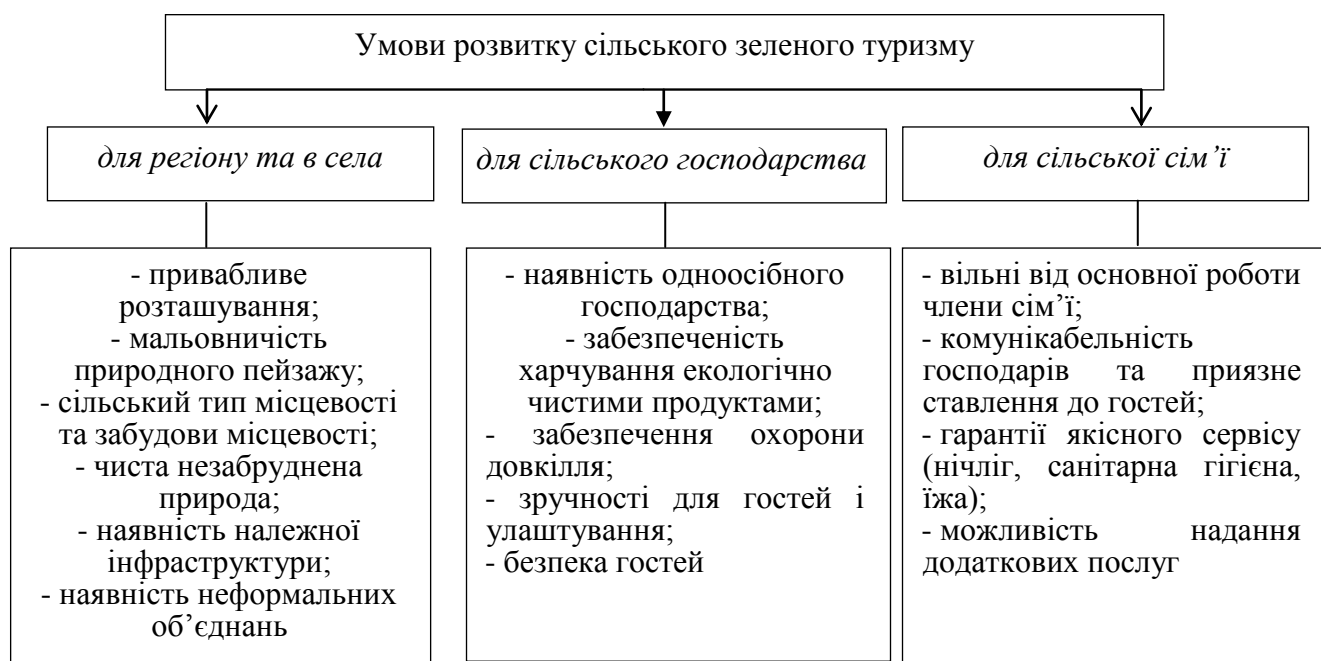 Умови розвитку сільського зеленого туризму
для регіону та в села
для сільського господарства
для сільської сім’ї
- привабливе
розташування;
- мальовничість
природного пейзажу;
- сільський тип місцевості
та забудови місцевості;
- чиста незабруднена
природа;
- наявність належної
інфраструктури;
- наявність неформальних
об’єднань
- наявність одноосібного
господарства;
- забезпеченість
харчування екологічно
чистими продуктами;
- забезпечення охорони
довкілля;
- зручності для гостей і
улаштування;
- безпека гостей
- вільні від основної роботи
члени сім’ї;
- комунікабельність
господарів та приязне
ставлення до гостей;
- гарантії якісного сервісу
(нічліг, санітарна гігієна,
їжа);
- можливість надання
додаткових послуг